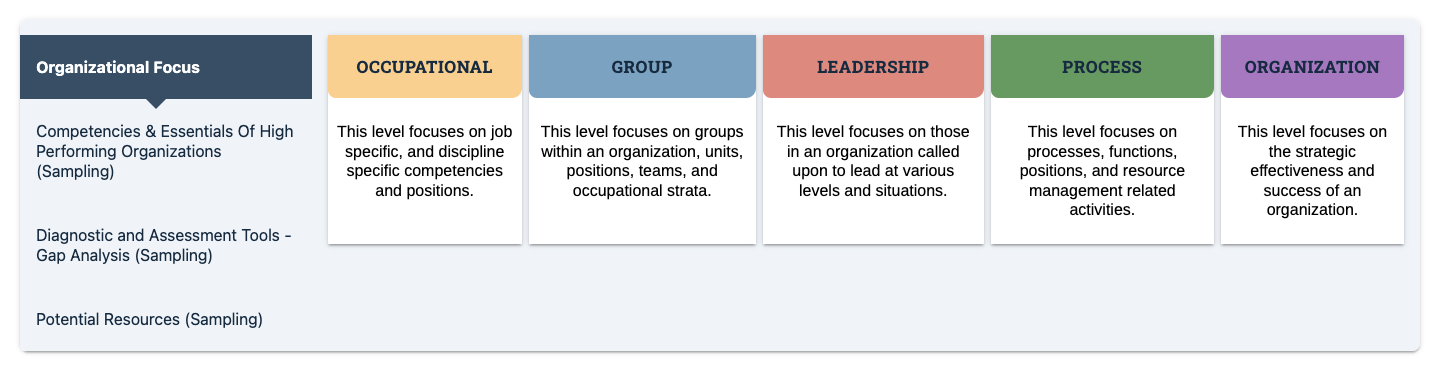 Organizational Focus
Competencies & Essentials Of High
Performing Organizations
(Sampling)
Diagnostic and Assessment Tools -
Gap Analysis (Sampling)
Potential Resources (Sampling)
OCCUPATIONAL
This level focuses on job
specific, and discipline
specific competencies
and positions.
GROUP
This level focuses on groups
within an organization, units,
positions, teams, and
occupational strata.
LEADERSHIP
This level focuses on those
in an organization called
upon to lead at various
levels and situations.
PROCESS
This level focuses on
processes, functions,
positions, and resource
management related
activities.
ORGANIZATION
This level focuses on
the strategic
effectiveness and
success of an
organization.